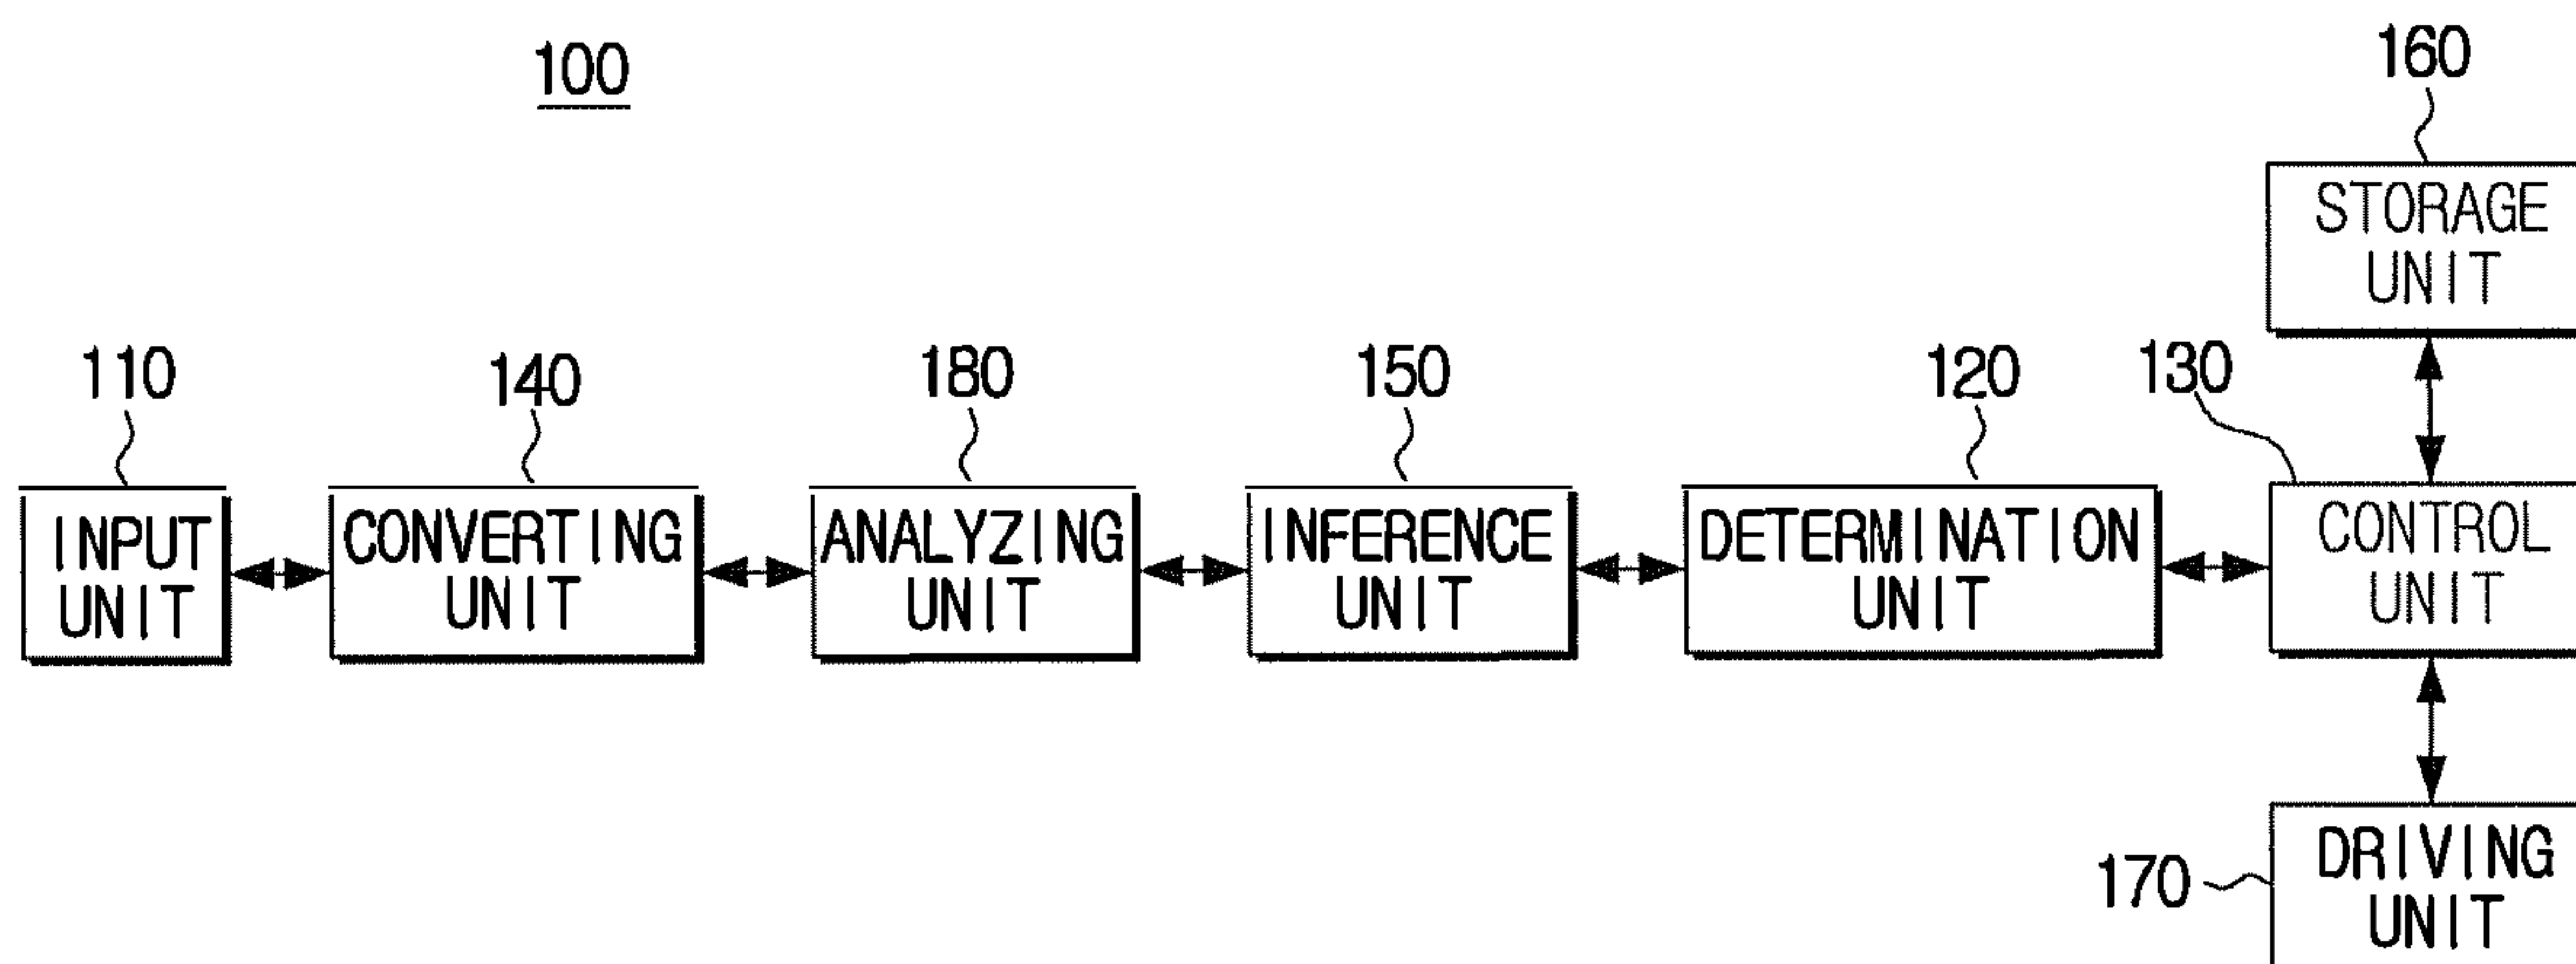 100
160
STORAGE
UNIT
110
140
180
150
120
130
INPUT
UNIT
CONVERTING
UNIT
ANALYZING
UNIT
INFERENCE
UNIT
DETERMINATION
UNIT
CONTROL
UNIT
170
DRIVING
UNIT